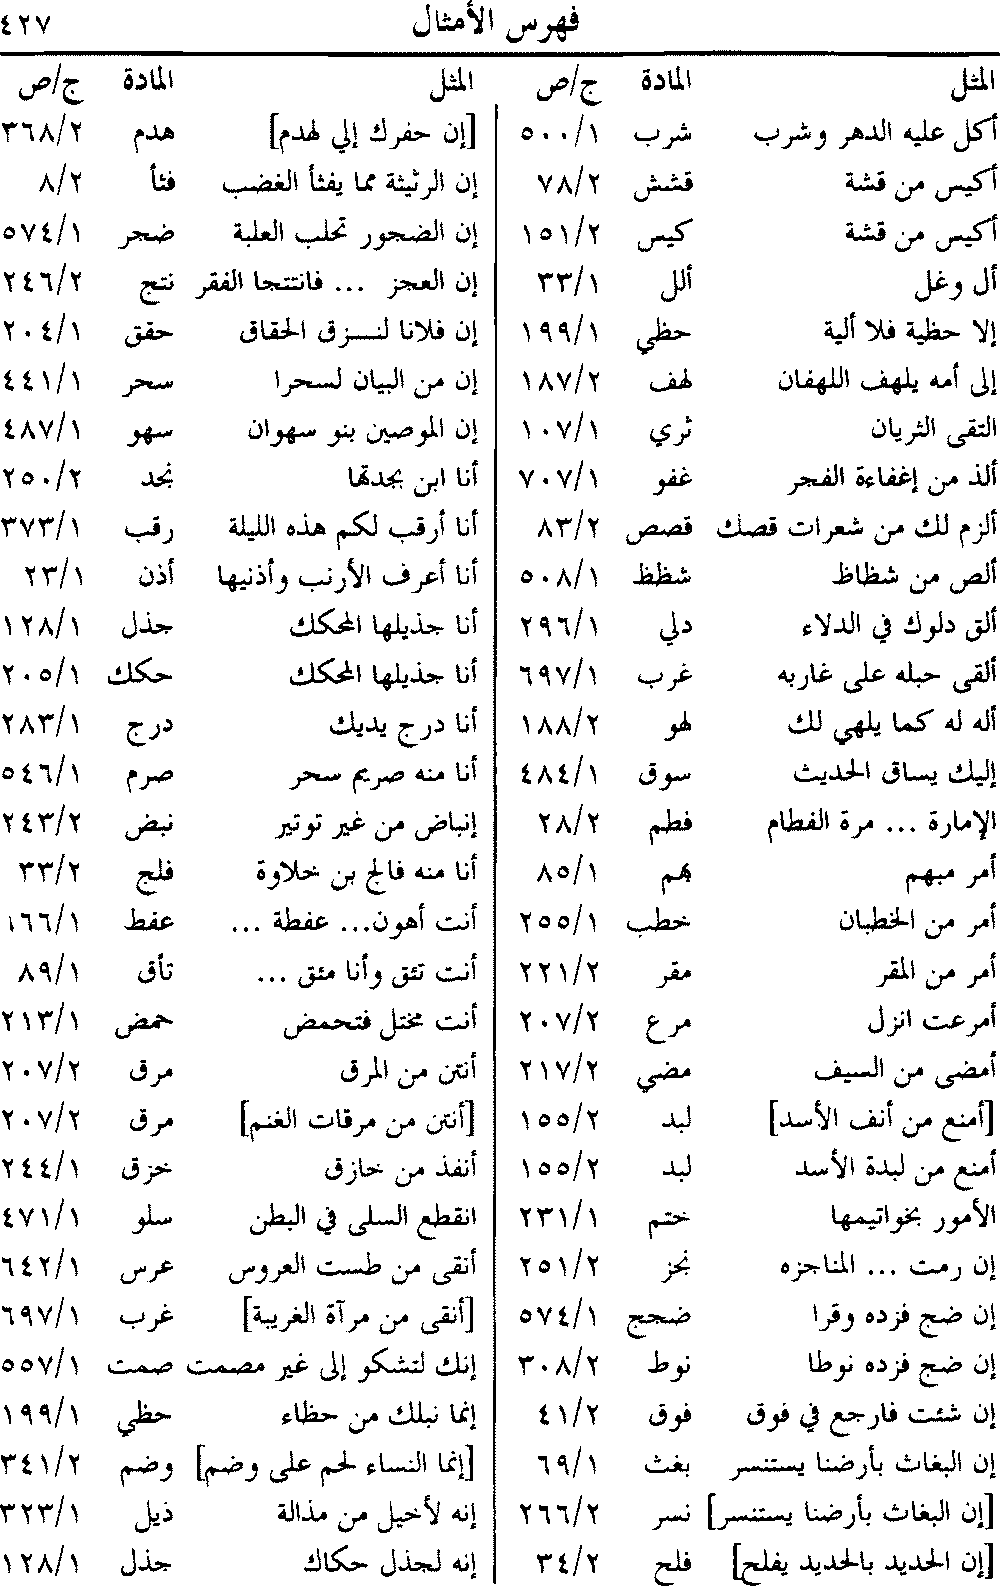 فهرس الأمثال ٤٢٧
المثل المادة ج/ص
أكل عليه الدهر وشرب شرب ٥٠٠/١
أكيس من قشة قشش ٧٨/٢
أكيس من قشة كيس ١٥١/٢
أل وغل ألل ٣٣/١
إلا حظية فلا ألية حظي ١٩٩/١
إلى أمه يلهف اللهفان لهف ١٨٧/٢
التقى الثريان ثري ١٠٧/١
ألذ من إغفاءة الفجر غفو ٧٠٧/١
ألزم لك من شعرات قصك قصص ٨٣/٢
ألص من شظاظ شظظ ٥٠٨/١
ألق دلوك في الدلاء دلي ٢٩٦/١
ألقى حبله على غاربه غرب ٦٩٧/١
أله له كما يلهي لك لهو ١٨٨/٢
إليك يساق الحديث سوق ٤٨٤/١
الإمارة ... مرة الفطام فطم ٢٨/٢
أمر مبهم بهم ٨٥/١
أمر من الخطبان خطب ٢٥٥/١
أمر من المقر مقر ٢٢١/٢
أمرعت انزل مرع ٢٠٧/٢
أمضى من السيف مضي ٢١٧/٢
[أمنع من أنف الأسد] لبد ١٥٥/٢
أمنع من لبدة الأسد لبد ١٥٥/٢
الأمور بخواتيمها ختم ٢٣١/١
إن رمت ... المناجزه نجز ٢٥١/٢
إن ضج فزده وقرا ضجج ٥٧٤/١
إن ضج فزده نوطا نوط ٣٠٨/٢
إن شئت فارجع في فوق فوق ٤١/٢
إن البغاث بأرضنا يستنسر بغث ٦٩/١
[إن البغاث بأرضنا يستنسر] نسر ٢٦٦/٢
[إن الحديد بالحديد يفلح] فلح ٣٤/٢
المثل المادة ج/ص
[إن حفرك إلي لهدم] هدم ٣٦٨/٢
إن الرثيثة مما يفثأ الغضب فثأ ٨/٢
إن الضجور تحلب العلبة ضجر ٥٧٤/١
إن العجز ... فانتتجا الفقر نتج ٢٤٦/٢
إن فلانا لنـــزق الحقاق حقق ٢٠٤/١
إن من البيان لسحرا سحر ٤٤١/١
إن الموصين بنو سهوان سهو ٤٨٧/١
أنا ابن بجدتها نجد ٢٥٠/٢
أنا أرقب لكم هذه الليلة رقب ٣٧٣/١
أنا أعرف الأرنب وأذنيها أذن ٢٣/١
أنا جذيلها المحكك جذل ١٢٨/١
أنا جذيلها المحكك حكك ٢٠٥/١
أنا درج يديك درج ٢٨٣/١
أنا منه صريم سحر صرم ٥٤٦/١
إنباض من غير توتير نبض ٢٤٣/٢
أنا منه فالج بن خلاوة فلج ٣٣/٢
أنت أهون... عفطة ... عفط ١٦٦/١
أنت تئق وأنا مئق ... تأق ٨٩/١
أنت مختل فتحمض حمض ٢١٣/١
أنتن من المرق مرق ٢٠٧/٢
[أنتن من مرقات الغنم] مرق ٢٠٧/٢
أنفذ من خازق خزق ٢٤٤/١
انقطع السلى في البطن سلو ٤٧١/١
أنقى من طست العروس عرس ٦٤٢/١
[أنقى من مرآة الغريبة] غرب ٦٩٧/١
إنك لتشكو إلى غير مصمت صمت ٥٥٧/١
إنما نبلك من حظاء حظي ١٩٩/١
[إنما النساء لحم على وضم] وضم ٣٤١/٢
إنه لأخيل من مذالة ذيل ٣٢٣/١
إنه لجذل حكاك جذل ١٢٨/١